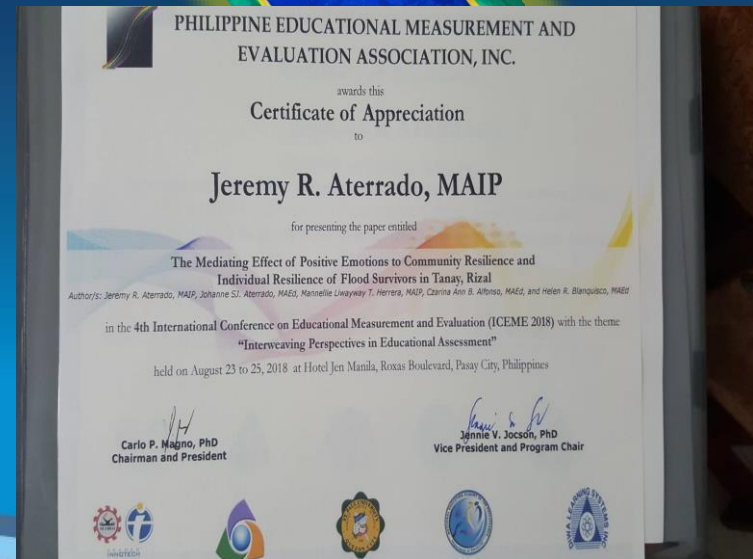 PHILIPPINE EDUCATIONAL MEASUREMENT AND
EVALUATION ASSOCIATION, INC.
awards this
Certificate of Appreciation
to
Jeremy R. Aterrado, MAIP
for presenting the paper entitled
The Mediating Effect of Positive Emotions to Community Resilience and
Individual Resilience of Flood Survivors in Tanay, Rizal
Author/s: Jeremy R. Aterrado, MAIP, Johanne SJ. Aterrado, MAEd, Mannellie Liwayway T. Herrera, MAIP, Czarina Ann B. Alfonso, MAEd, and Helen R. Blanquisco, MAEd
in the 4th International Conference on Educational Measurement and Evaluation (ICEME 2018) with the theme
“Interweaving Perspectives in Educational Assessment”
held on August 23 to 25, 2018 at Hotel Jen Manila, Roxas Boulevard, Pasay City, Philippines
Carlo P. Magno, PhD
Chairman and President
Jennie V. Jocson, PhD
Vice President and Program Chair
LEARNING SYSTEMS INC